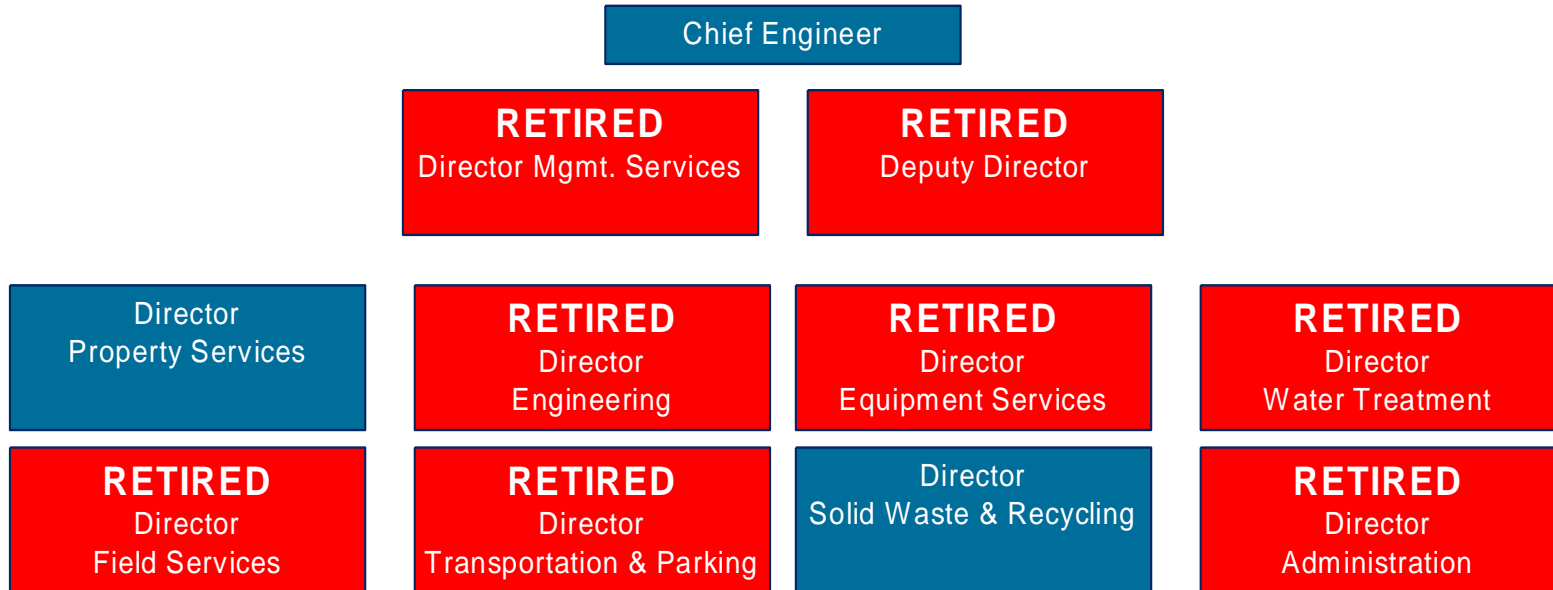 Chief Engineer
RETIRED
Director Mgmt. Services
RETIRED
Deputy Director
Director
Property Services
RETIRED
Director
Engineering
RETIRED
Director
Equipment Services
RETIRED
Director
Water Treatment
RETIRED
Director
Field Services
RETIRED
Director
Transportation & Parking
Director
Solid Waste & Recycling
RETIRED
Director
Administration